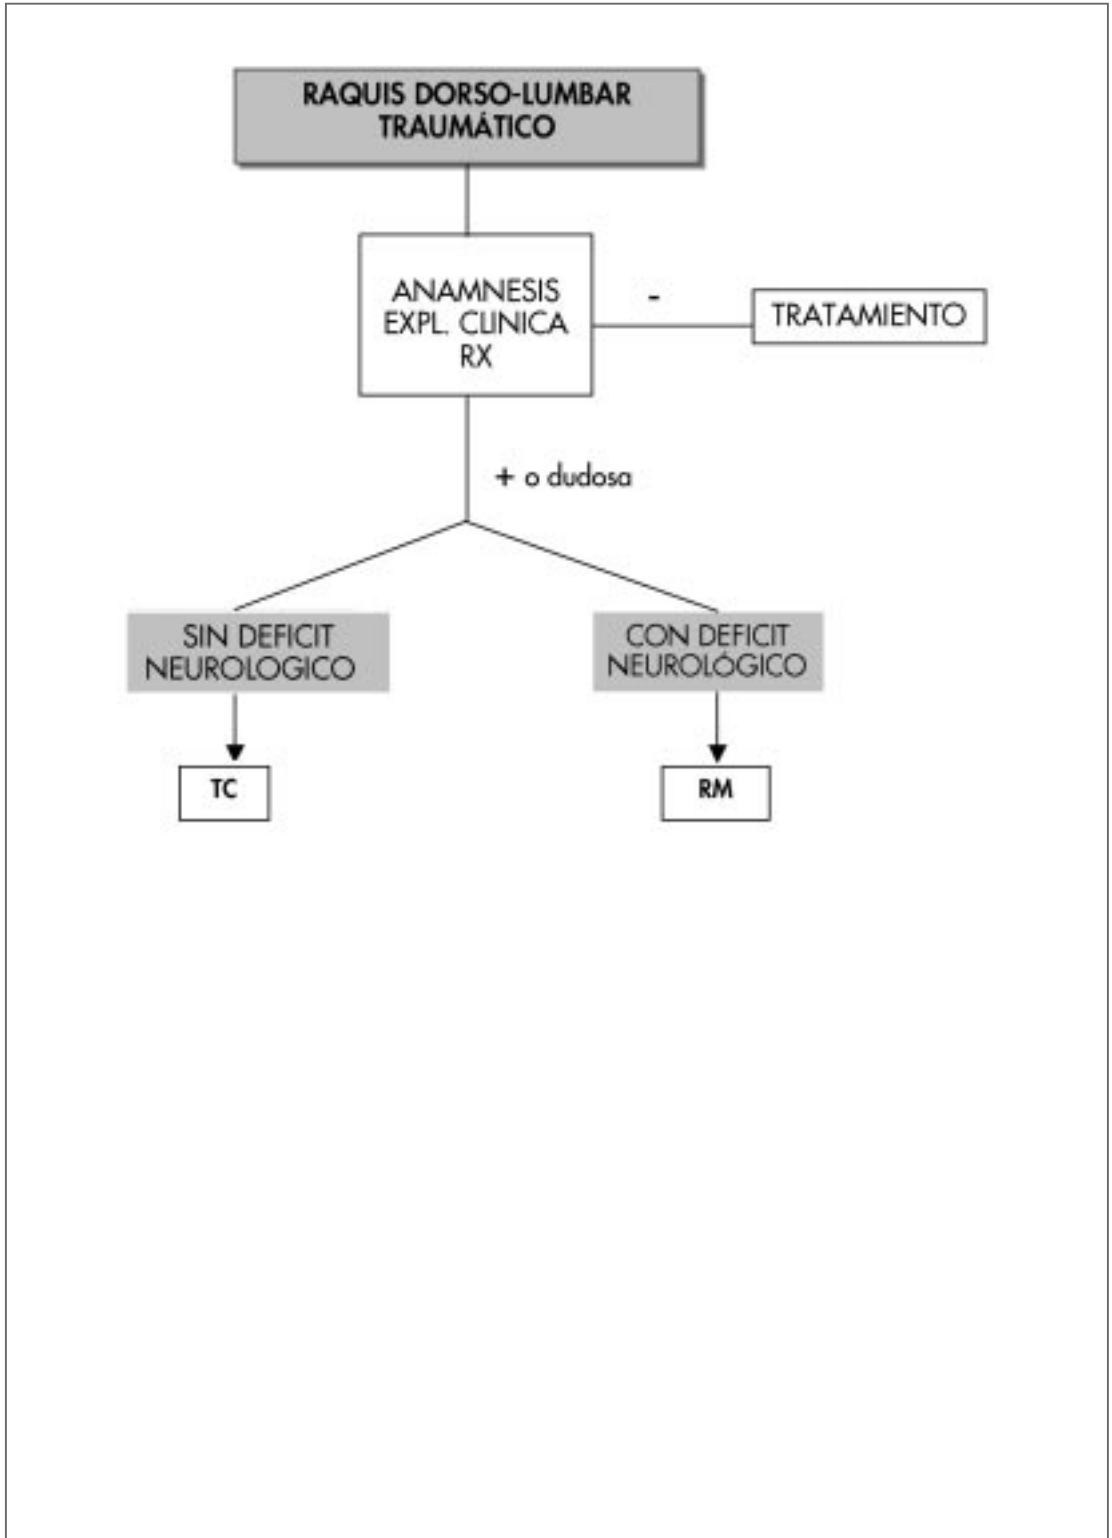 RAQUIS DORSO-LUMBAR
TRAUMÁTICO
ANAMNESIS
EXPL. CLINICA
RX
-
TRATAMIENTO
+ o dudosa
SIN DEFICIT
NEUROLOGICO
CON DEFICIT
NEUROLÓGICO
TC
RM